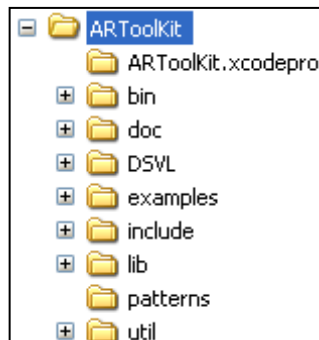 ARToolKit
ARToolKit.xcodepro
bin
doc
DSVL
examples
include
lib
patterns
util